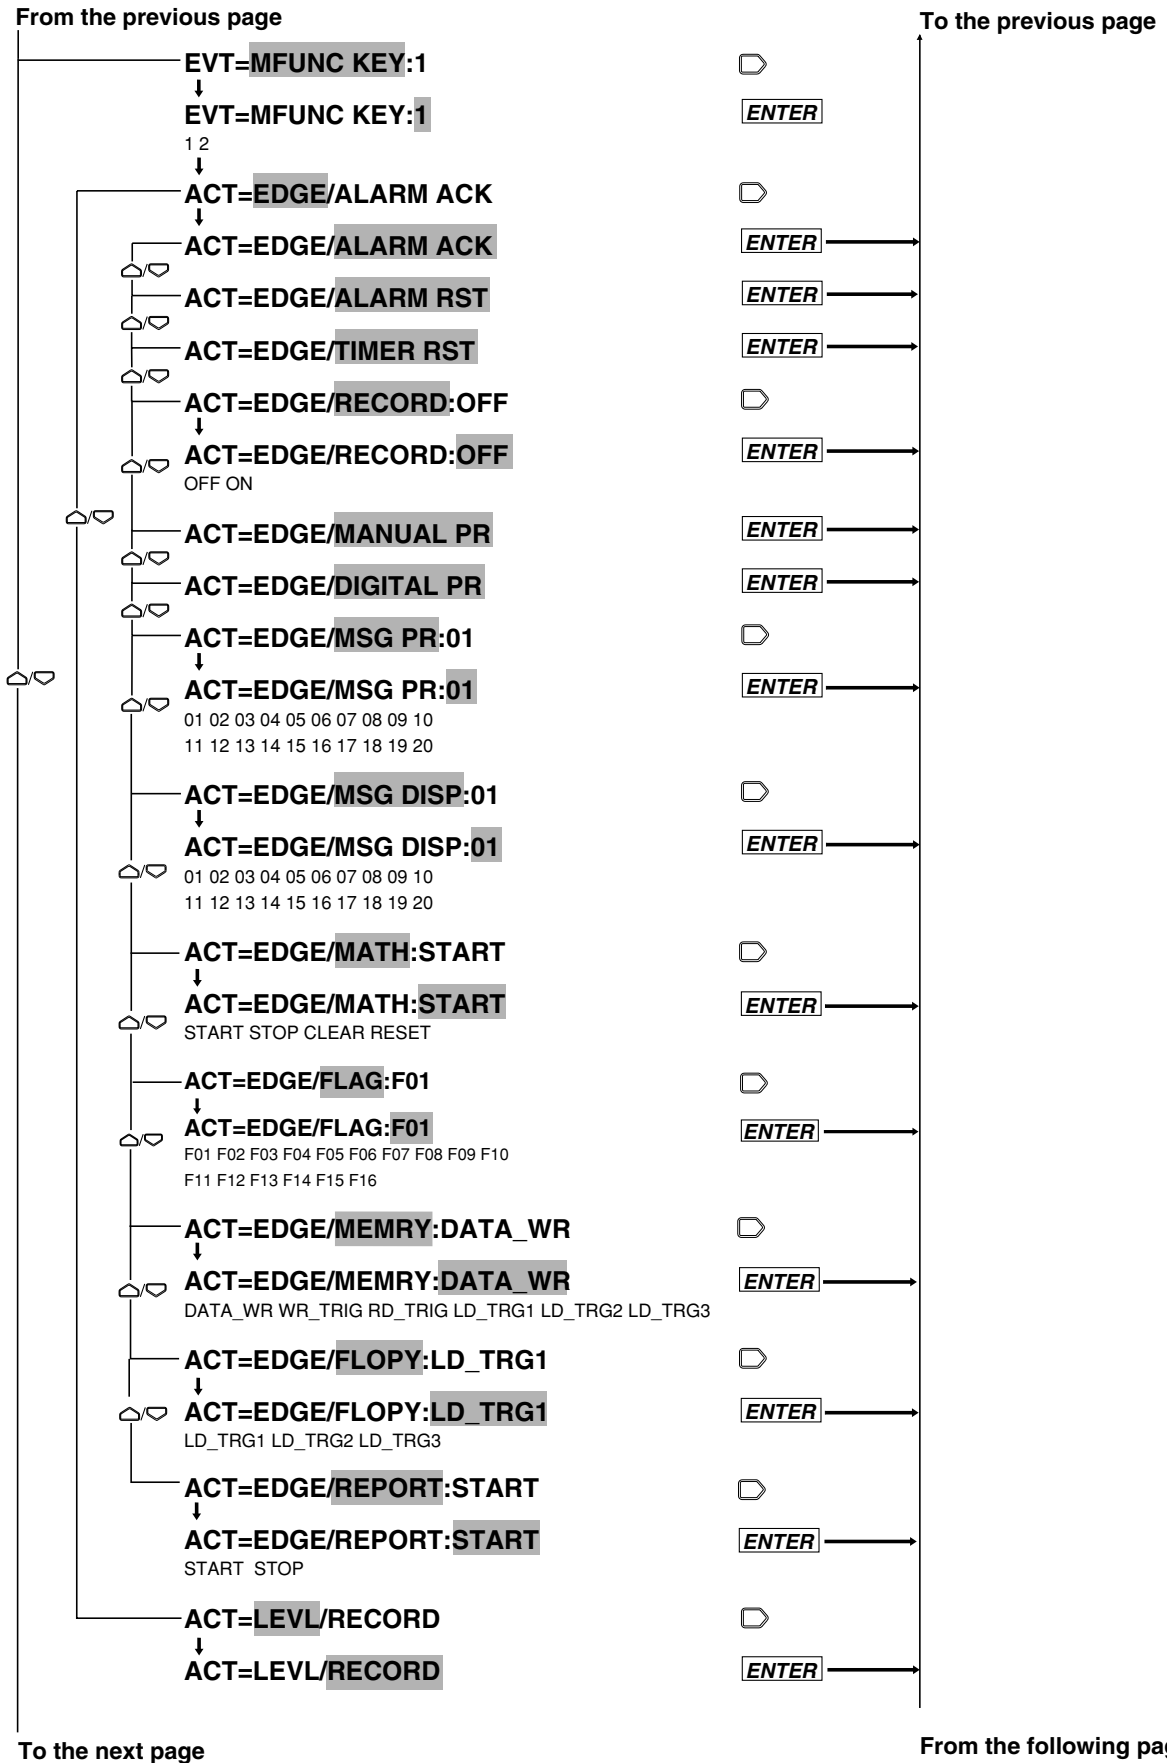 From the previous page
To the previous page
EVT=MFUNC KEY:1
EVT=MFUNC KEY:1 ENTER
1 2
ACT=EDGE/ALARM ACK
ACT=EDGE/ALARM ACK ENTER
ACT=EDGE/ALARM RST ENTER
ACT=EDGE/TIMER RST ENTER
ACT=EDGE/RECORD:OFF
ACT=EDGE/RECORD:OFF ENTER
OFF ON
ACT=EDGE/MANUAL PR ENTER
ACT=EDGE/DIGITAL PR ENTER
ACT=EDGE/MSG PR:01
ACT=EDGE/MSG PR:01 ENTER
01 02 03 04 05 06 07 08 09 10
11 12 13 14 15 16 17 18 19 20
ACT=EDGE/MSG DISP:01
ACT=EDGE/MSG DISP:01 ENTER
01 02 03 04 05 06 07 08 09 10
11 12 13 14 15 16 17 18 19 20
ACT=EDGE/MATH:START
ACT=EDGE/MATH:START ENTER
START STOP CLEAR RESET
ACT=EDGE/FLAG:F01
ACT=EDGE/FLAG:F01 ENTER
F01 F02 F03 F04 F05 F06 F07 F08 F09 F10
F11 F12 F13 F14 F15 F16
ACT=EDGE/MEMRY:DATA_WR
ACT=EDGE/MEMRY:DATA_WR ENTER
DATA_WR WR_TRIG RD_TRIG LD_TRG1 LD_TRG2 LD_TRG3
ACT=EDGE/FLOPY:LD_TRG1
ACT=EDGE/FLOPY:LD_TRG1 ENTER
LD_TRG1 LD_TRG2 LD_TRG3
ACT=EDGE/REPORT:START
ACT=EDGE/REPORT:START ENTER
START STOP
ACT=LEVL/RECORD
ACT=LEVL/RECORD ENTER
To the next page
From the following pag